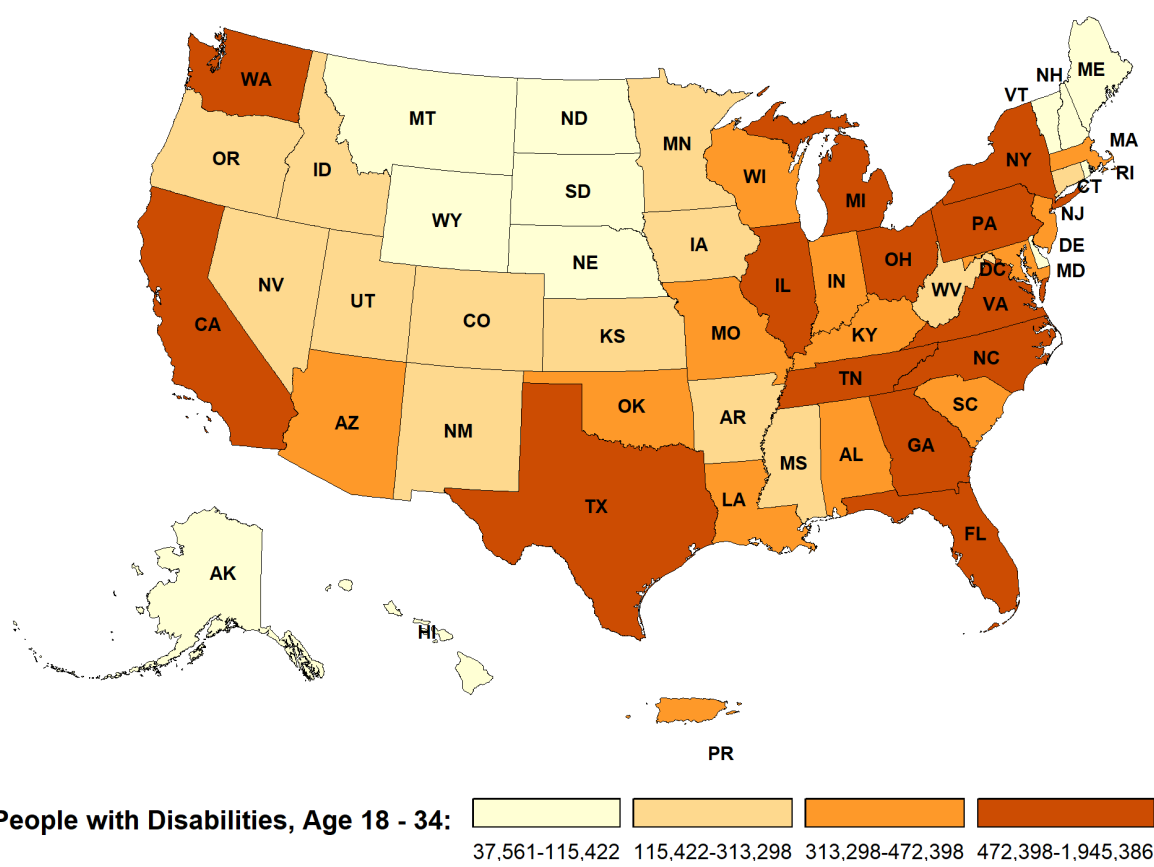 WA
MT
ND
MN
ME
NH
VT
OR
ID
SD
WI
MA
NY
RI
CT
WY
MI
NJ
PA
IA
NE
OH
DE
NV
IL
IN
DC
MD
WV
UT
VA
CA
CO
KS
MO
KY
NC
TN
AZ
NM
OK
AR
SC
MS
AL
GA
LA
TX
FL
AK
HI
PR
People with Disabilities, Age 18 - 34:
37,561-115,422 115,422-313,298 313,298-472,398 472,398-1,945,386